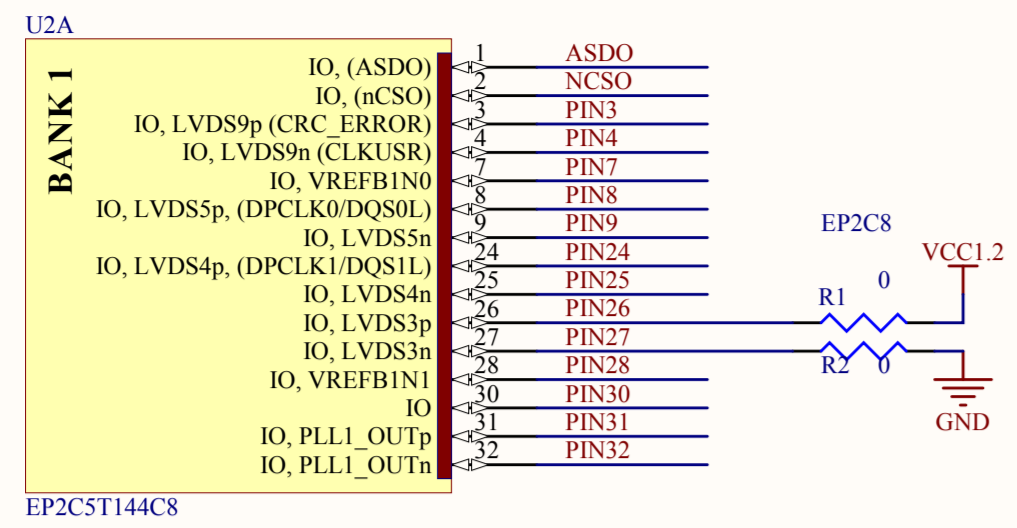 U2A
BANK 1
IO, (ASDO) 1 ASDO
IO, (nCSO) 2 NCSO
IO, LVDS9p (CRC_ERROR) 3 PIN3
IO, LVDS9n (CLKUSR) 4 PIN4
IO, VREFB1N0 7 PIN7
IO, LVDS5p, (DPCLK0/DQS0L) 8 PIN8
IO, LVDS5n 9 PIN9
EP2C8
IO, LVDS4p, (DPCLK1/DQS1L) 24 PIN24
VCC1.2
IO, LVDS4n 25 PIN25
R1 0
IO, LVDS3p 26 PIN26
IO, LVDS3n 27 PIN27
R2 0
IO, VREFB1N1 28 PIN28
IO 30 PIN30
GND
IO, PLL1_OUTp 31 PIN31
IO, PLL1_OUTn 32 PIN32
EP2C5T144C8